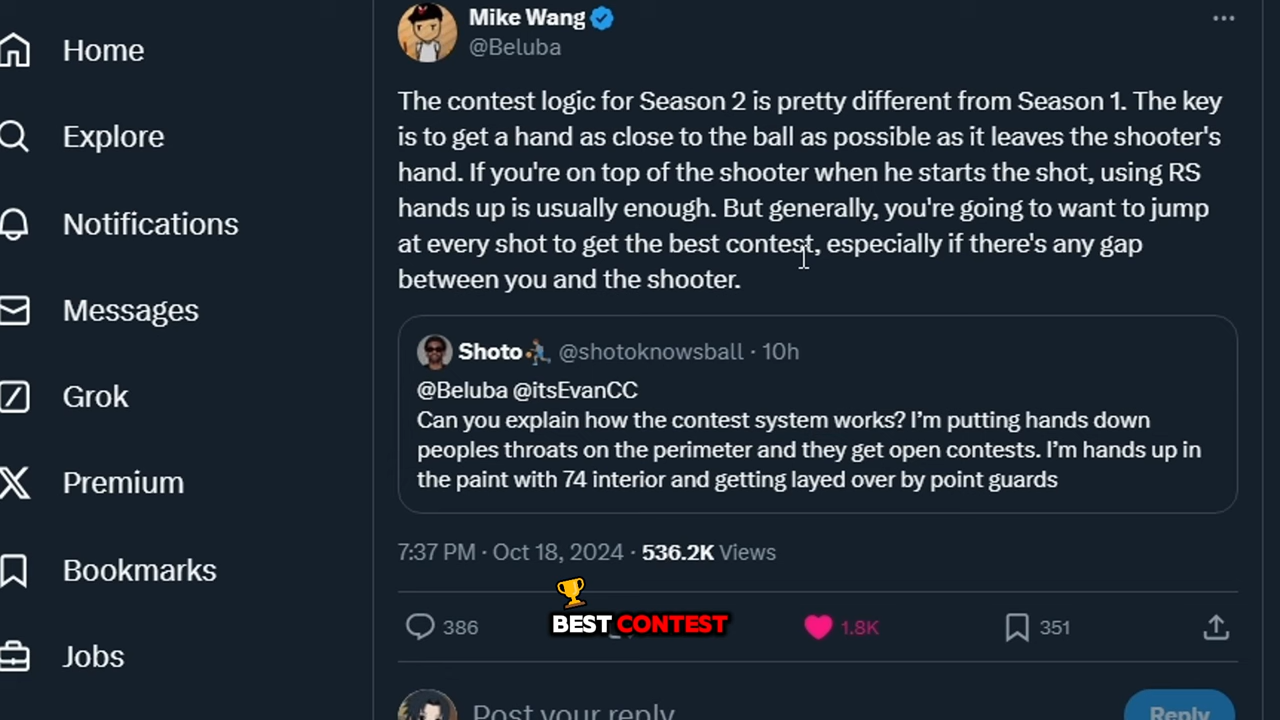 Home
Explore
Notifications
Messages
Grok
Premium
Bookmarks
Jobs
Mike Wang
@Beluba
The contest logic for Season 2 is pretty different from Season 1. The key
is to get a hand as close to the ball as possible as it leaves the shooter's
hand. If you're on top of the shooter when he starts the shot, using RS
hands up is usually enough. But generally, you're going to want to jump
at every shot to get the best contest, especially if there's any gap
between you and the shooter.
Shoto @shotoknowsball · 10h
@Beluba @itsEvanCC
Can you explain how the contest system works? I'm putting hands down
peoples throats on the perimeter and they get open contests. I'm hands up in
the paint with 74 interior and getting layed over by point guards
7:37 PM · Oct 18, 2024 · 536.2K Views
BEST CONTEST
386 1.8K 351
Post your reply
Reply